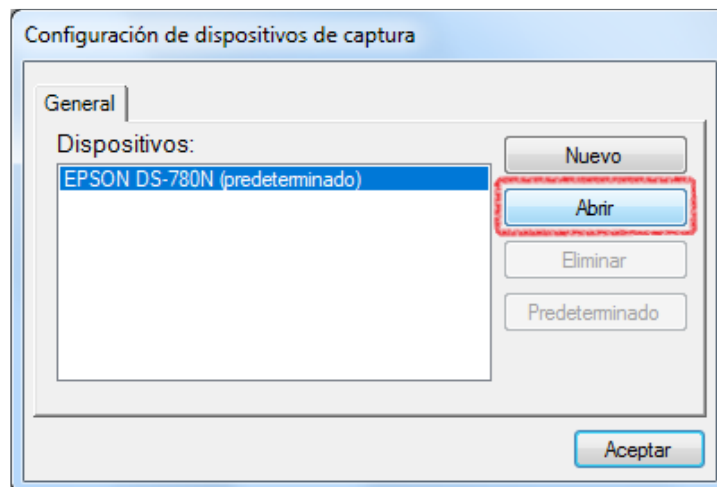 Configuración de dispositivos de captura
General
Dispositivos:
EPSON DS-780N (predeterminado)
Nuevo
Abrir
Eliminar
Predeterminado
Aceptar